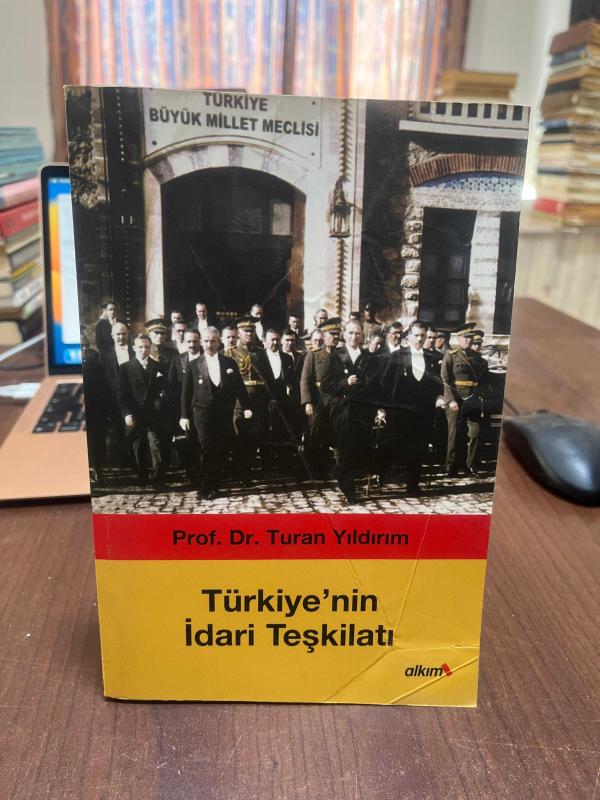 TÜRKİYE
BÜYÜK MİLLET MECLİSİ
Prof. Dr. Turan Yıldırım
Türkiye'nin
İdari Teşkilatı
alkım